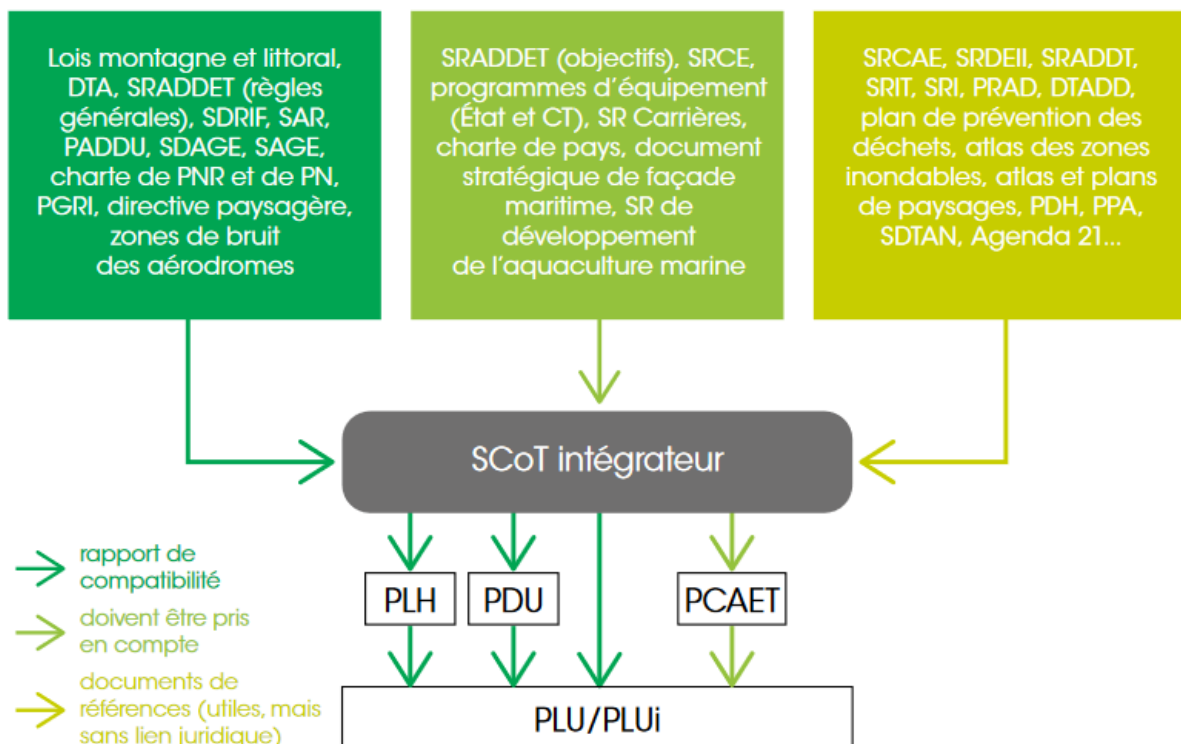 Lois montagne et littoral,
DTA, SRADDET (règles
générales), SDRIF, SAR,
PADDU, SDAGE, SAGE,
charte de PNR et de PN,
PGRI, directive paysagère,
zones de bruit
des aérodromes
SRADDET (objectifs), SRCE,
programmes d'équipement
(État et CT), SR Carrières,
charte de pays, document
stratégique de façade
maritime, SR de
développement
de l'aquaculture marine
SRCAE, SRDEII, SRADDT,
SRIT, SRI, PRAD, DTADD,
plan de prévention des
déchets, atlas des zones
inondables, atlas et plans
de paysages, PDH, PPA,
SDTAN, Agenda 21...
SCoT intégrateur
rapport de
compatibilité
doivent être pris
en compte
documents de
références (utiles, mais
sans lien juridique)
PLH
PDU
PCAET
PLU/PLUi